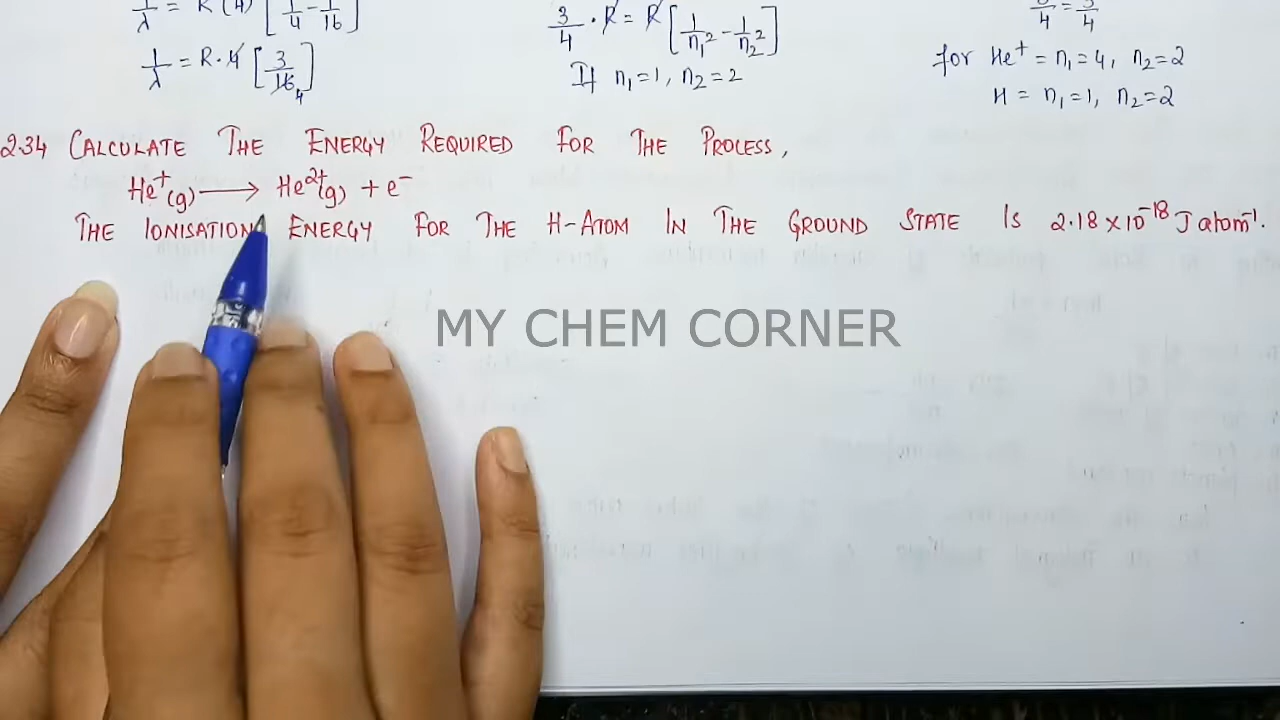 1/λ = R(4) [1/4 - 1/16]
1/λ = R·4 [3/16] 4
3/4 · R = R [1/n₁² - 1/n₂²]
If n₁=1, n₂=2
/4 = 3/4
for He⁺ = n₁=4, n₂=2
H = n₁=1, n₂=2
2.34 CALCULATE THE ENERGY REQUIRED FOR THE PROCESS,
He⁺(g) ⟶ He²⁺(g) + e⁻
THE IONISATION ENERGY FOR THE H-ATOM IN THE GROUND STATE IS 2.18×10⁻¹⁸ J atom⁻¹.
MY CHEM CORNER